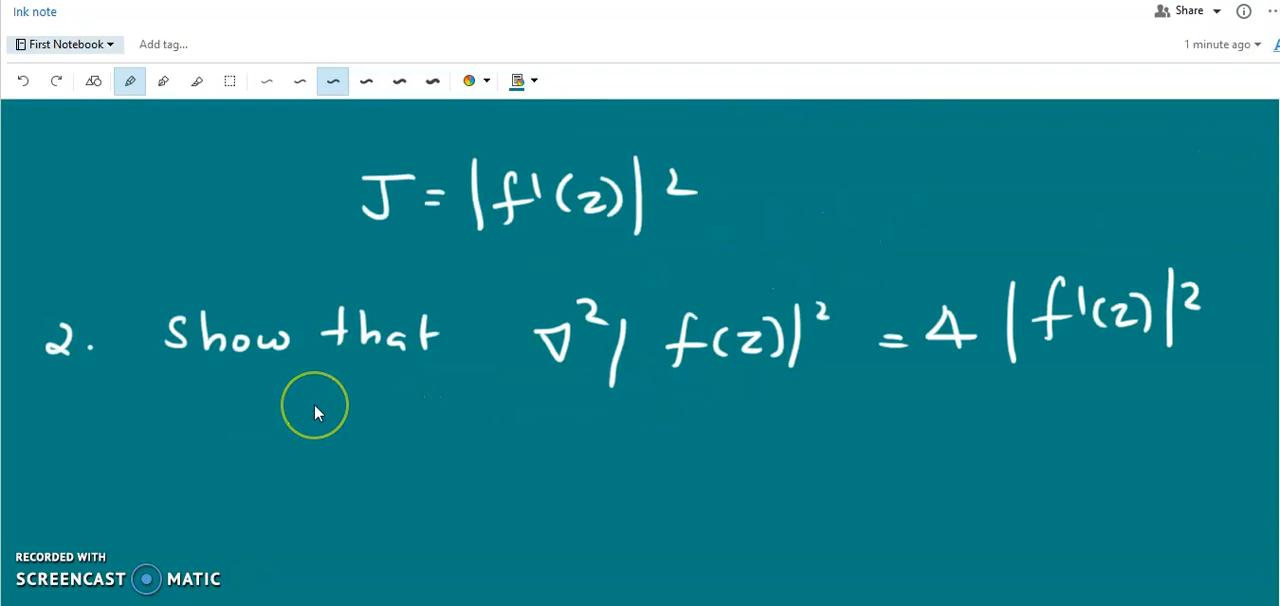 Ink note
Share
First Notebook
Add tag...
1 minute ago
J = |f'(z)|²
2. Show that ∇²|f(z)|² = 4|f'(z)|²
RECORDED WITH
SCREENCAST MATIC